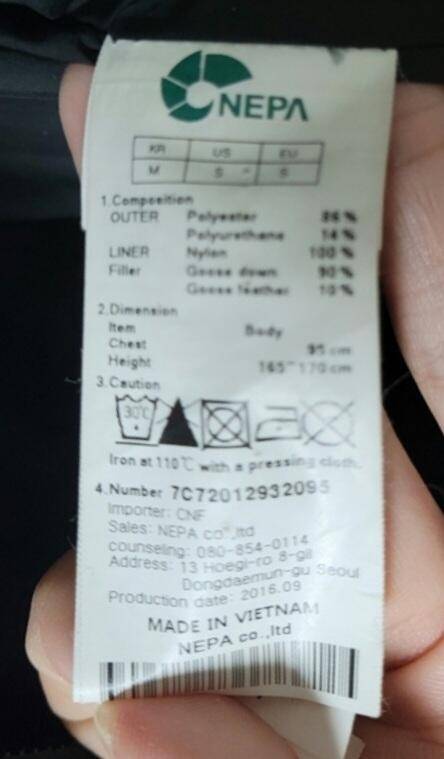 NEPA
KR US EU
M S S
1.Composition
OUTER Polyester 86 %
Polyurethane 14 %
LINER Nylon 100 %
Filler Goose down 90 %
Goose feather 10 %
2.Dimension
Item Body
Chest 95 cm
Height 165~170 cm
3.Caution
30℃
Iron at 110℃ with a pressing cloth.
4.Number 7C72012932095
Importer: CNF
Sales: NEPA co.,ltd
counseling: 080-854-0114
Address: 13 Hoegi-ro 8-gil
Dongdaemun-gu Seoul
Production date: 2016.09
MADE IN VIETNAM
NEPA co.,ltd